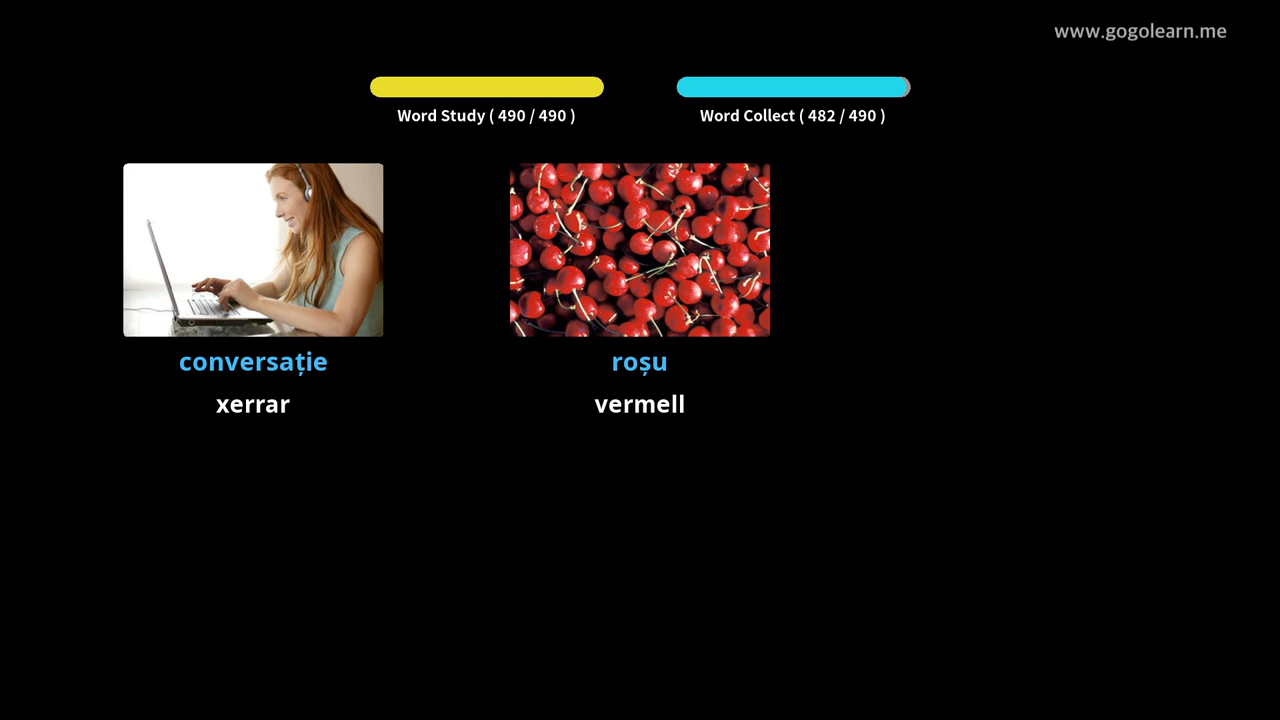 www.gogolearn.me
Word Study ( 490 / 490 )
Word Collect ( 482 / 490 )
conversație
roșu
xerrar
vermell